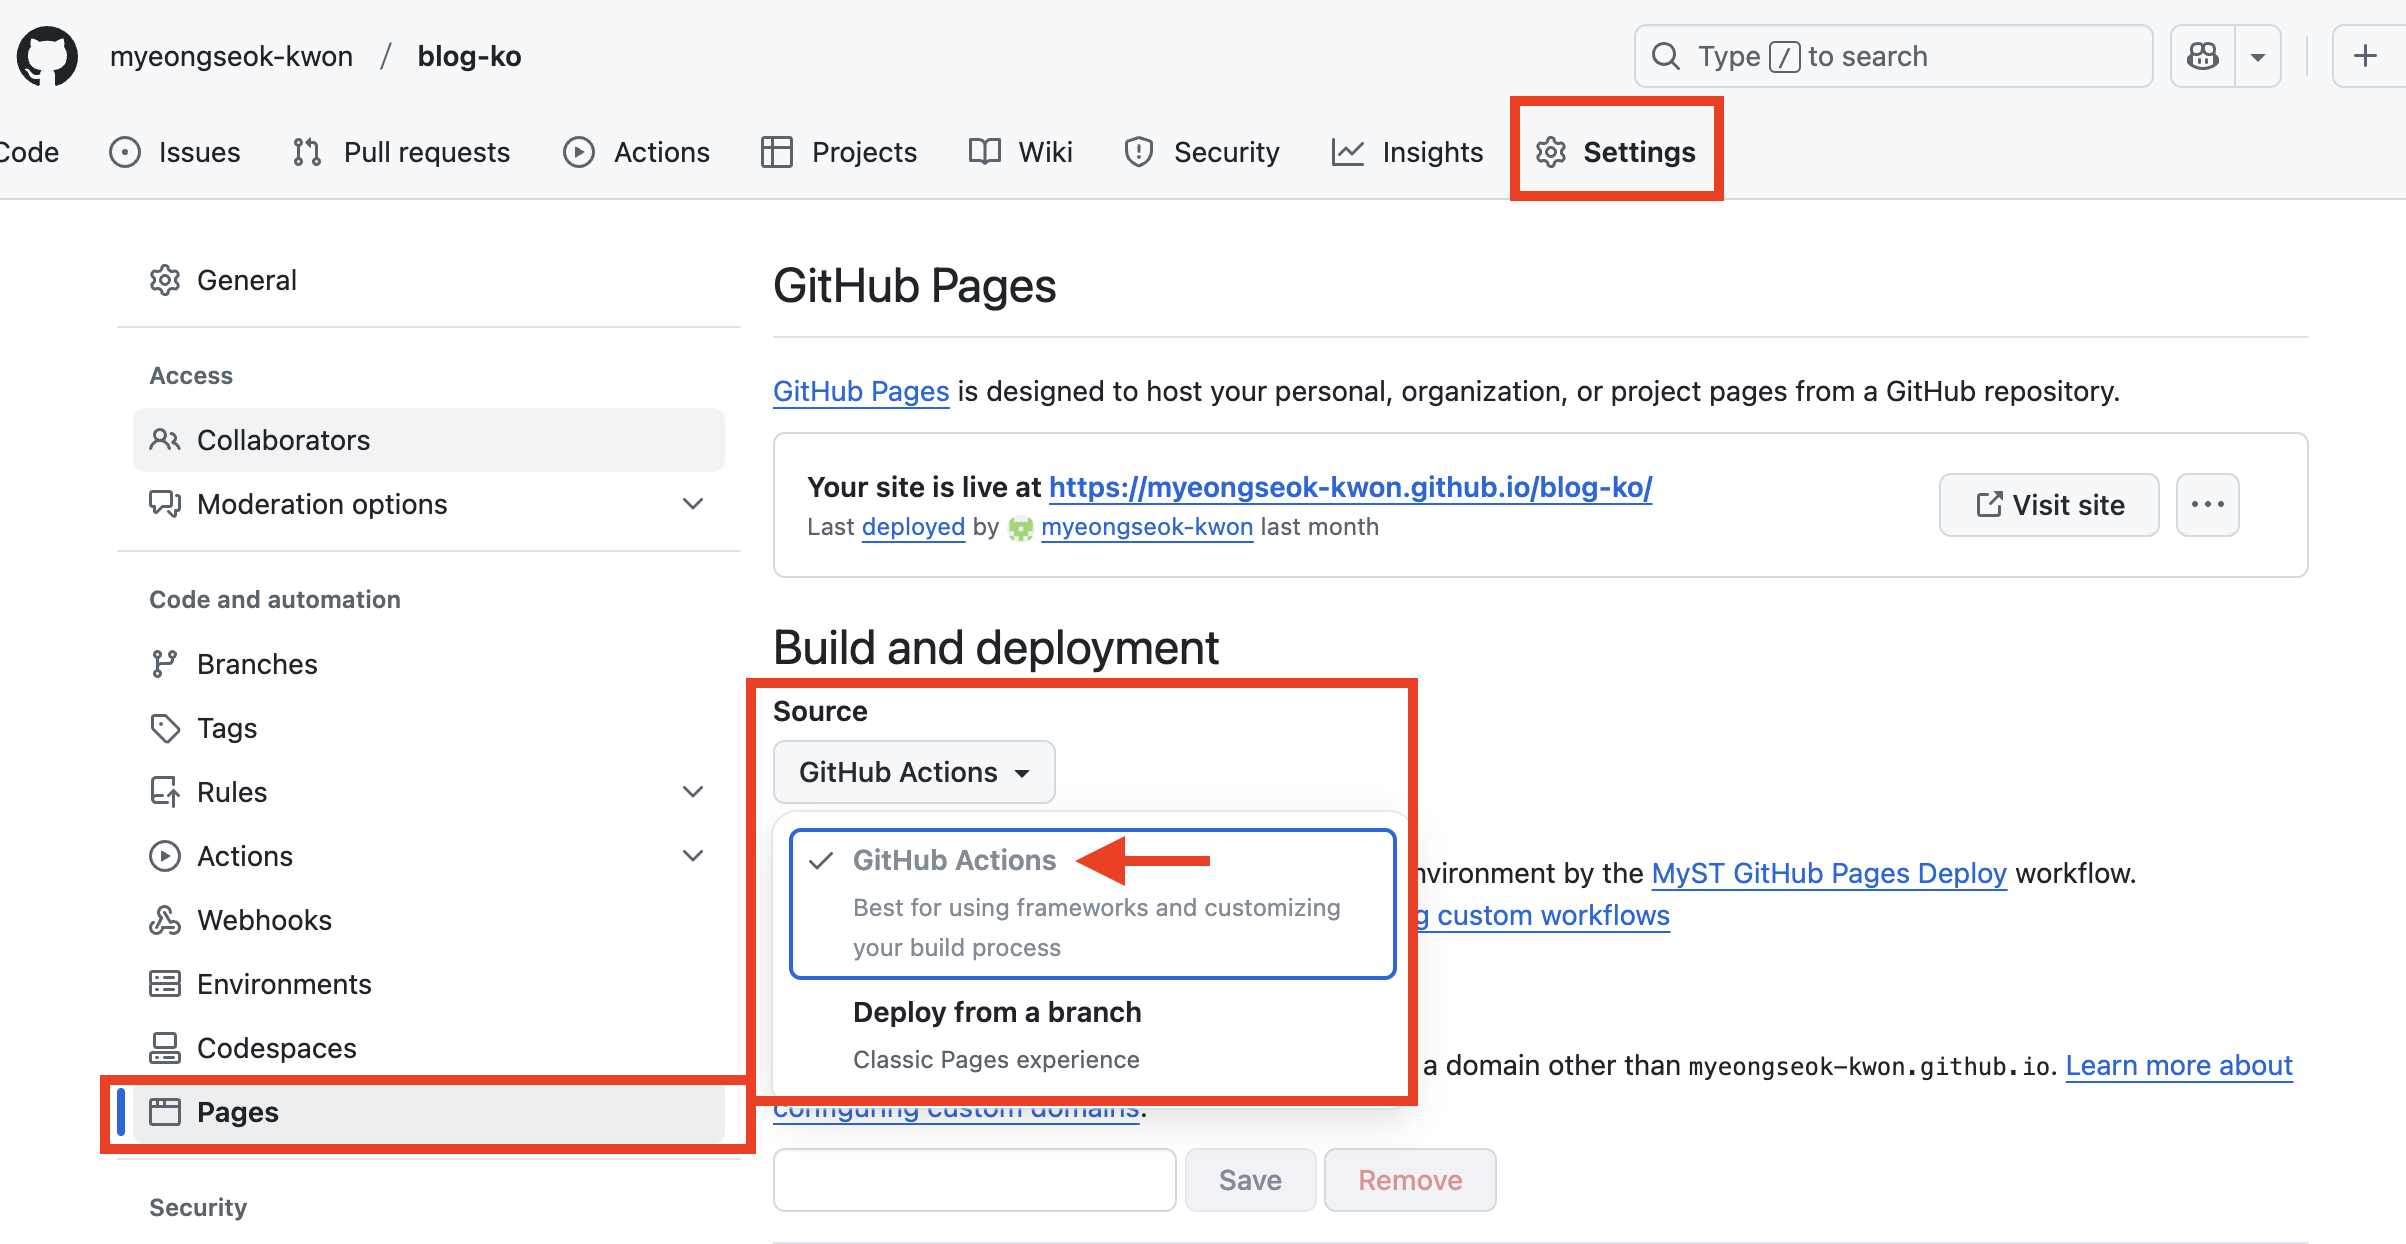 myeongseok-kwon / blog-ko
Type / to search
Code Issues Pull requests Actions Projects Wiki Security Insights Settings
General
Access
Collaborators
Moderation options
Code and automation
Branches
Tags
Rules
Actions
Webhooks
Environments
Codespaces
Pages
Security
GitHub Pages
GitHub Pages is designed to host your personal, organization, or project pages from a GitHub repository.
Your site is live at https://myeongseok-kwon.github.io/blog-ko/
Last deployed by myeongseok-kwon last month
Visit site
Build and deployment
Source
GitHub Actions
GitHub Actions
Best for using frameworks and customizing
your build process
Deploy from a branch
Classic Pages experience
nvironment by the MyST GitHub Pages Deploy workflow.
g custom workflows
a domain other than myeongseok-kwon.github.io. Learn more about
configuring custom domains.
Save Remove